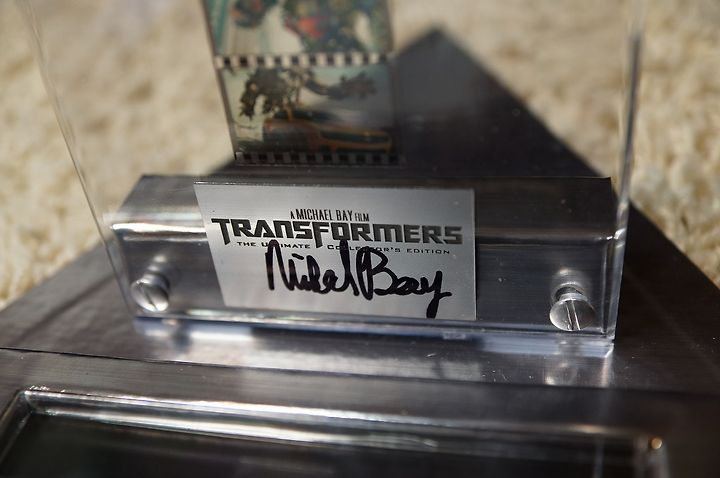 A MICHAEL BAY FILM
TRANSFORMERS
THE ULTIMATE COLLECTOR'S EDITION
Michael Bay